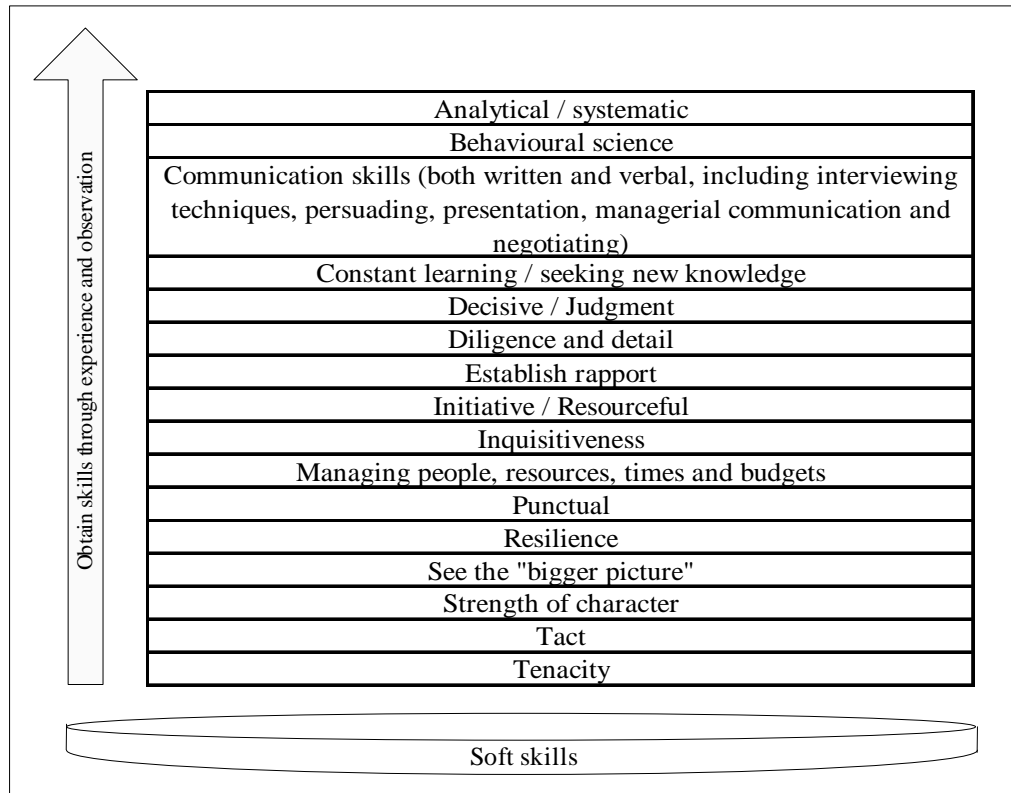 Obtain skills through experience and observation
Analytical / systematic
Behavioural science
Communication skills (both written and verbal, including interviewing
techniques, persuading, presentation, managerial communication and
negotiating)
Constant learning / seeking new knowledge
Decisive / Judgment
Diligence and detail
Establish rapport
Initiative / Resourceful
Inquisitiveness
Managing people, resources, times and budgets
Punctual
Resilience
See the "bigger picture"
Strength of character
Tact
Tenacity
Soft skills